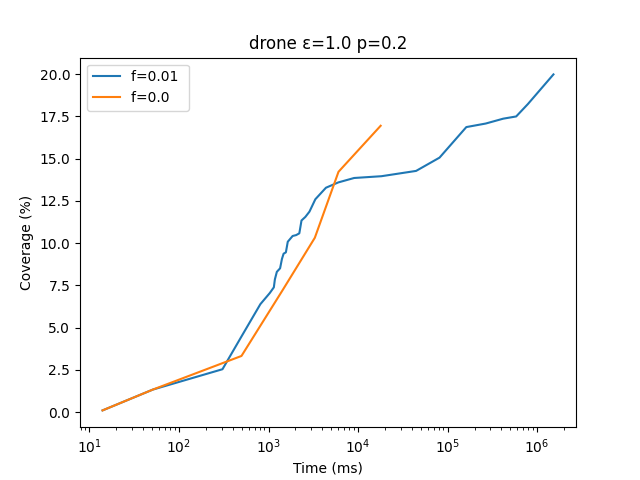 drone ε=1.0 p=0.2
f=0.01
f=0.0
Coverage (%)
20.0
17.5
15.0
12.5
10.0
7.5
5.0
2.5
0.0
10¹ 10² 10³ 10⁴ 10⁵ 10⁶
Time (ms)